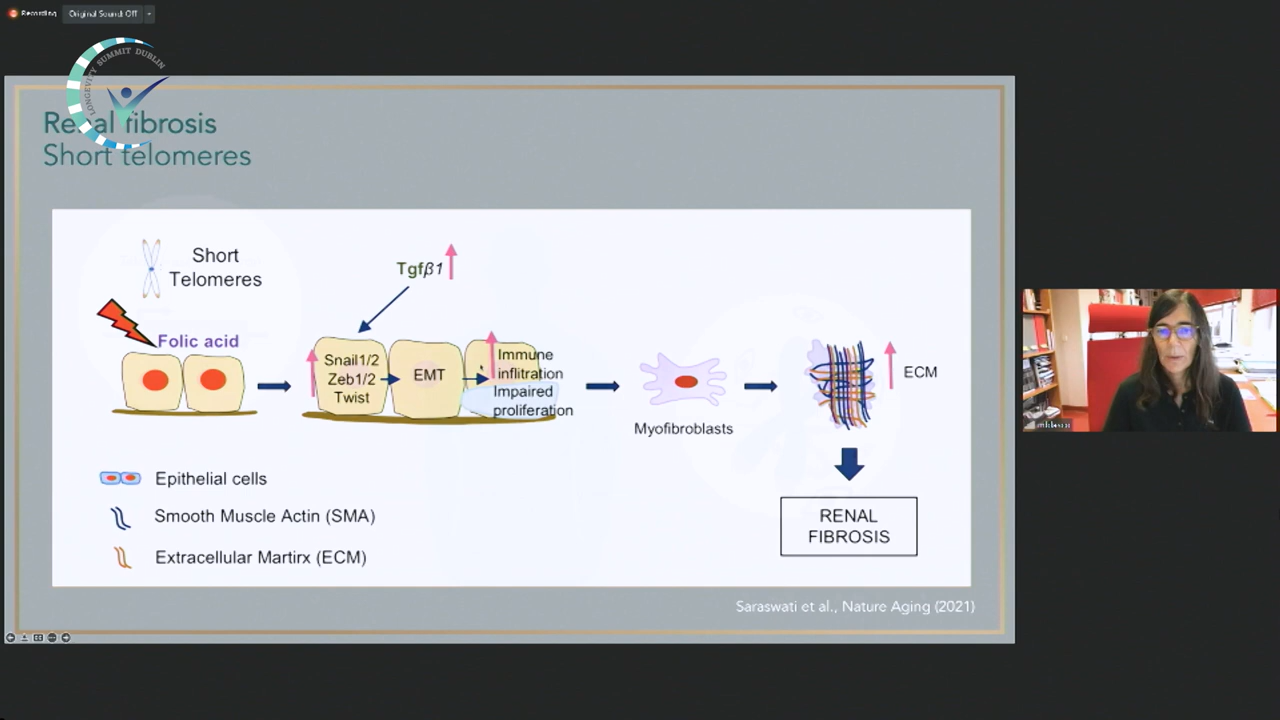 Recording
Original Sound: Off
LONGEVITY SUMMIT DUBLIN
Renal fibrosis
Short telomeres
Short
Telomeres
Folic acid
Tgfβ1
Snail1/2
Zeb1/2
Twist
EMT
Immune
inflitration
Impaired
proliferation
Myofibroblasts
ECM
Epithelial cells
Smooth Muscle Actin (SMA)
Extracellular Martirx (ECM)
RENAL
FIBROSIS
Saraswati et al., Nature Aging (2021)